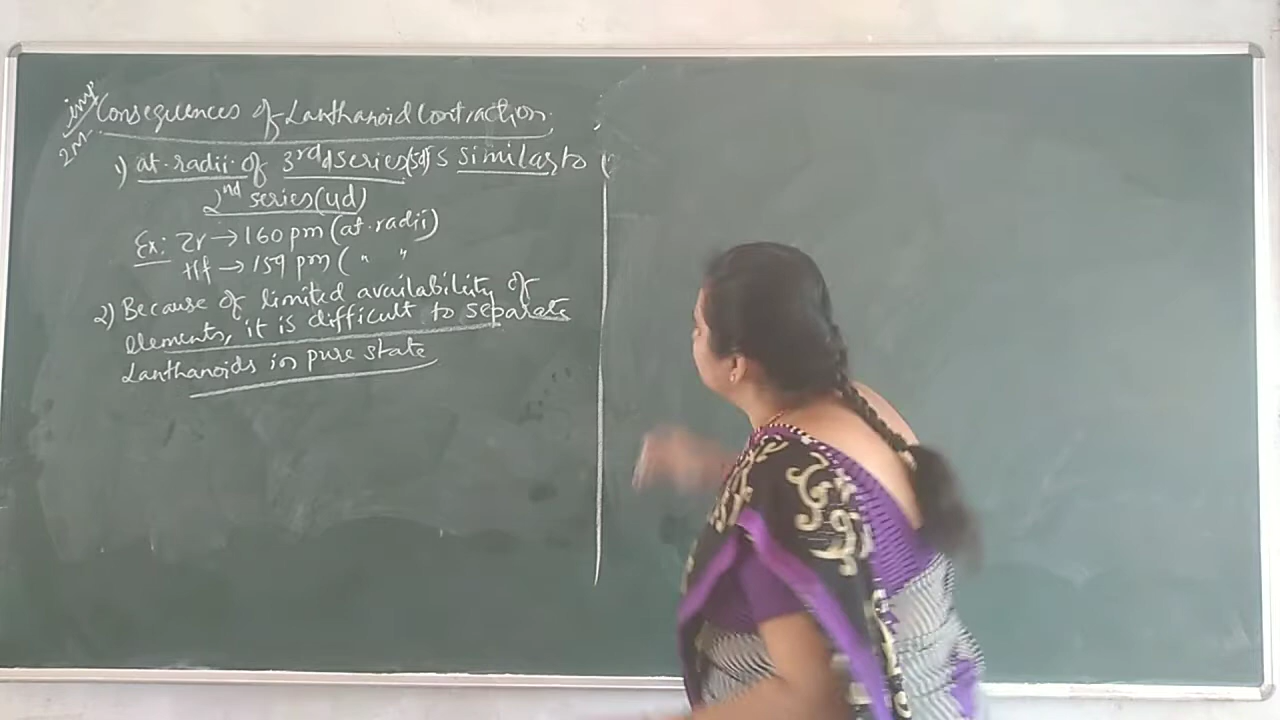 imp
2M
Consequences of Lanthanoid Contraction
1) at. radii of 3rd d series(5d) is similar to
2nd series(4d)
Ex: Zr → 160 pm (at. radii)
Hf → 159 pm ( " "
2) Because of limited availability of
elements, it is difficult to separate
Lanthanoids in pure state